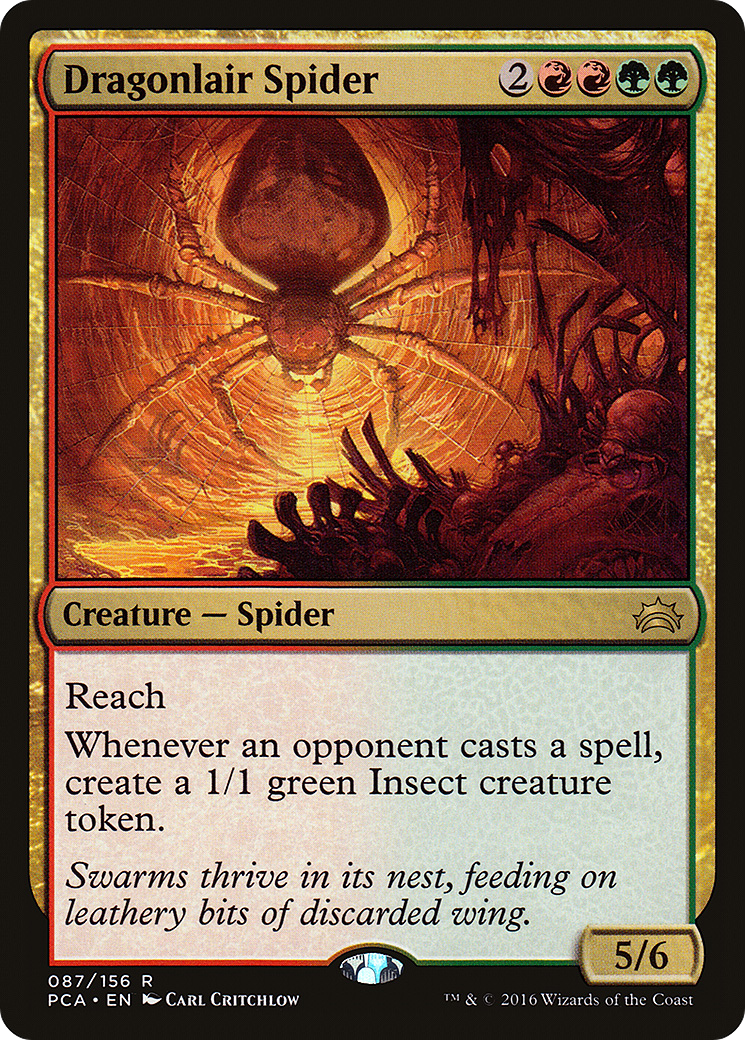 Dragonlair Spider 2
Creature — Spider
Reach
Whenever an opponent casts a spell,
create a 1/1 green Insect creature
token.
Swarms thrive in its nest, feeding on
leathery bits of discarded wing.
5/6
087/156 R
PCA • EN Carl Critchlow
™ & © 2016 Wizards of the Coast